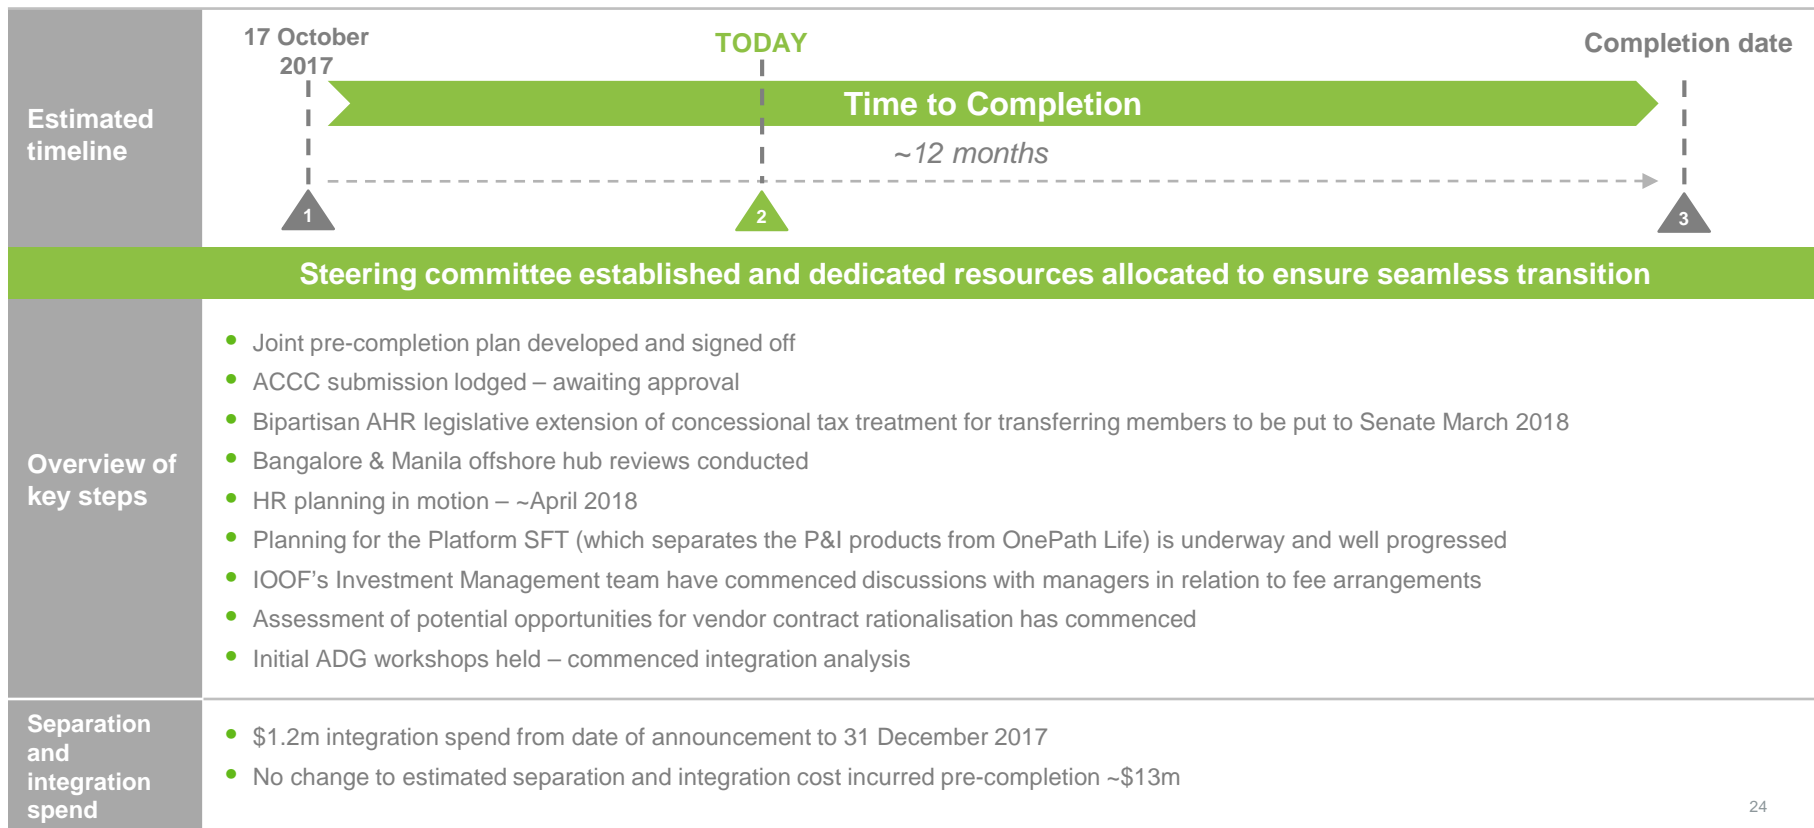 17 October
2017
TODAY
Completion date
Time to Completion
~12 months
Estimated
timeline
1
2
3
Steering committee established and dedicated resources allocated to ensure seamless transition
Overview of
key steps
• Joint pre-completion plan developed and signed off
• ACCC submission lodged – awaiting approval
• Bipartisan AHR legislative extension of concessional tax treatment for transferring members to be put to Senate March 2018
• Bangalore & Manila offshore hub reviews conducted
• HR planning in motion – ~April 2018
• Planning for the Platform SFT (which separates the P&I products from OnePath Life) is underway and well progressed
• IOOF’s Investment Management team have commenced discussions with managers in relation to fee arrangements
• Assessment of potential opportunities for vendor contract rationalisation has commenced
• Initial ADG workshops held – commenced integration analysis
Separation
and
integration
spend
• $1.2m integration spend from date of announcement to 31 December 2017
• No change to estimated separation and integration cost incurred pre-completion ~$13m
24